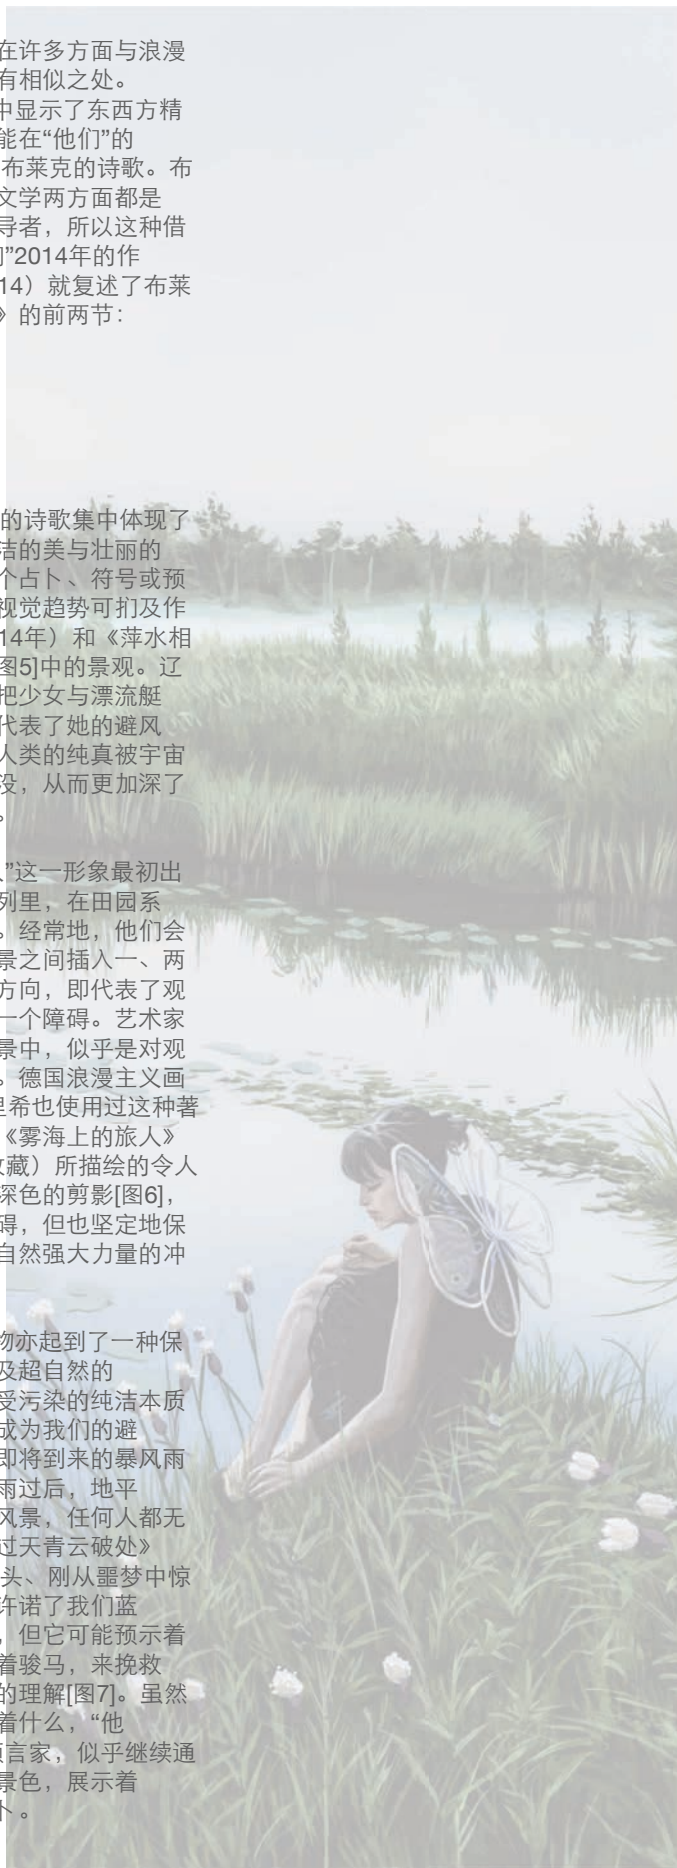 在许多方面与浪漫
有相似之处。
中显示了东西方精
能在“他们”的
布莱克的诗歌。布
文学两方面都是
导者，所以这种借
”2014年的作
14）就复述了布莱
》的前两节：
的诗歌集中体现了
洁的美与壮丽的
个占卜、符号或预
视觉趋势可扪及作
14年）和《萍水相
图5]中的景观。辽
把少女与漂流艇
代表了她的避风
人类的纯真被宇宙
没，从而更加深了
。
”这一形象最初出
列里，在田园系
。经常地，他们会
景之间插入一、两
方向，即代表了观
一个障碍。艺术家
景中，似乎是对观
。德国浪漫主义画
里希也使用过这种著
《雾海上的旅人》
收藏）所描绘的令人
深色的剪影[图6]，
碍，但也坚定地保
自然强大力量的冲
物亦起到了一种保
及超自然的
受污染的纯洁本质
成为我们的避
即将到来的暴风雨
雨过后，地平
风景，任何人都无
过天青云破处》
头、刚从噩梦中惊
许诺了我们蓝
，但它可能预示着
着骏马，来挽救
的理解[图7]。虽然
着什么，“他
预言家，似乎继续通
景色，展示着
卜。